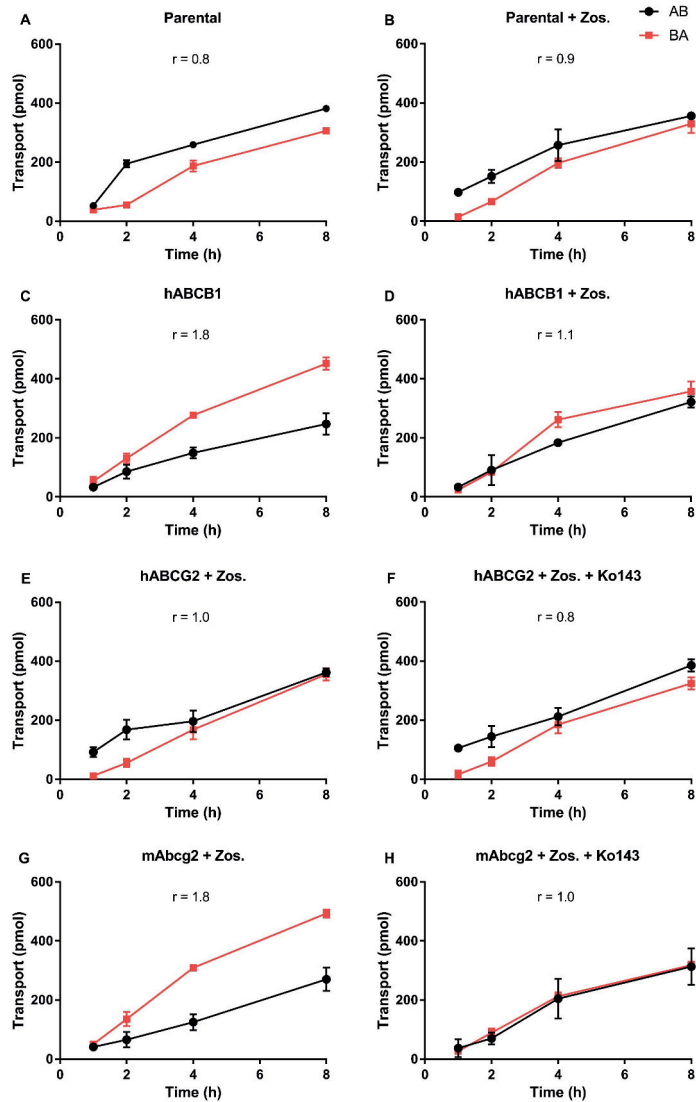 A Parental
r = 0.8
Transport (pmol)
600
400
200
0
0 2 4 6 8
Time (h)
B Parental + Zos.
AB
BA
r = 0.9
Transport (pmol)
600
400
200
0
0 2 4 6 8
Time (h)
C hABCB1
r = 1.8
Transport (pmol)
600
400
200
0
0 2 4 6 8
Time (h)
D hABCB1 + Zos.
r = 1.1
Transport (pmol)
600
400
200
0
0 2 4 6 8
Time (h)
E hABCG2 + Zos.
r = 1.0
Transport (pmol)
600
400
200
0
0 2 4 6 8
Time (h)
F hABCG2 + Zos. + Ko143
r = 0.8
Transport (pmol)
600
400
200
0
0 2 4 6 8
Time (h)
G mAbcg2 + Zos.
r = 1.8
Transport (pmol)
600
400
200
0
0 2 4 6 8
Time (h)
H mAbcg2 + Zos. + Ko143
r = 1.0
Transport (pmol)
600
400
200
0
0 2 4 6 8
Time (h)